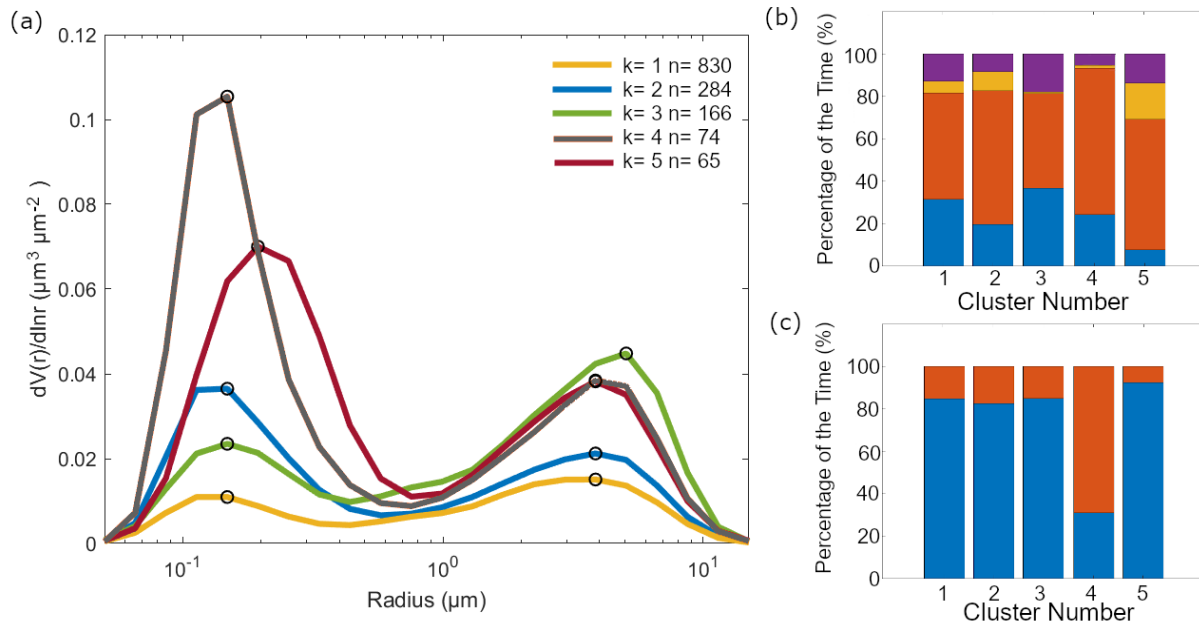 (a)
0.12
0.1
0.08
0.06
0.04
0.02
0
dV(r)/dlnr (µm³ µm⁻²)
10⁻¹
10⁰
10¹
Radius (µm)
k= 1 n= 830
k= 2 n= 284
k= 3 n= 166
k= 4 n= 74
k= 5 n= 65
(b)
Percentage of the Time (%)
100
80
60
40
20
0
1 2 3 4 5
Cluster Number
(c)
Percentage of the Time (%)
100
80
60
40
20
0
1 2 3 4 5
Cluster Number